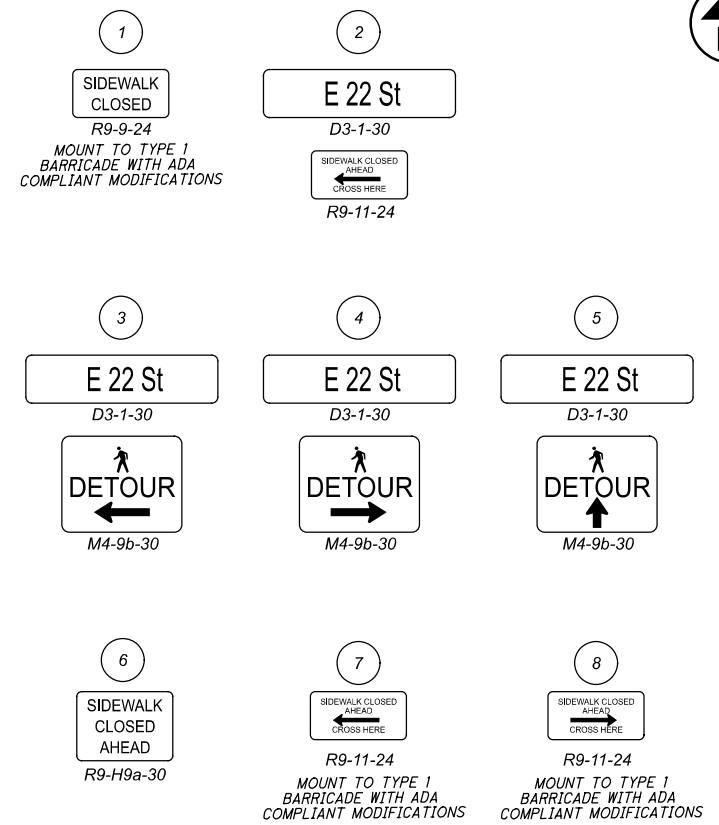 1
SIDEWALK
CLOSED
R9-9-24
MOUNT TO TYPE 1
BARRICADE WITH ADA
COMPLIANT MODIFICATIONS
2
E 22 St
D3-1-30
SIDEWALK CLOSED
AHEAD
CROSS HERE
R9-11-24
3
E 22 St
D3-1-30
DETOUR
M4-9b-30
4
E 22 St
D3-1-30
DETOUR
M4-9b-30
5
E 22 St
D3-1-30
DETOUR
M4-9b-30
6
SIDEWALK
CLOSED
AHEAD
R9-H9a-30
7
SIDEWALK CLOSED
AHEAD
CROSS HERE
R9-11-24
MOUNT TO TYPE 1
BARRICADE WITH ADA
COMPLIANT MODIFICATIONS
8
SIDEWALK CLOSED
AHEAD
CROSS HERE
R9-11-24
MOUNT TO TYPE 1
BARRICADE WITH ADA
COMPLIANT MODIFICATIONS